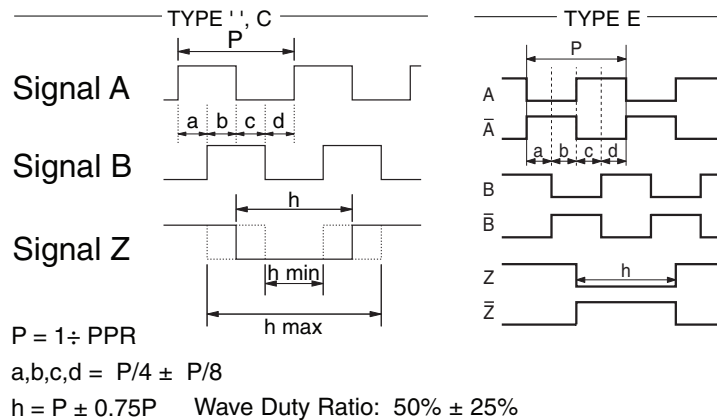 TYPE ' ', C
P
Signal A
a b c d
Signal B
h
Signal Z
h min
h max
P = 1÷ PPR
a,b,c,d = P/4 ± P/8
h = P ± 0.75P Wave Duty Ratio: 50% ± 25%
TYPE E
P
A
A̅
a b c d
B
B̅
Z
h
Z̅